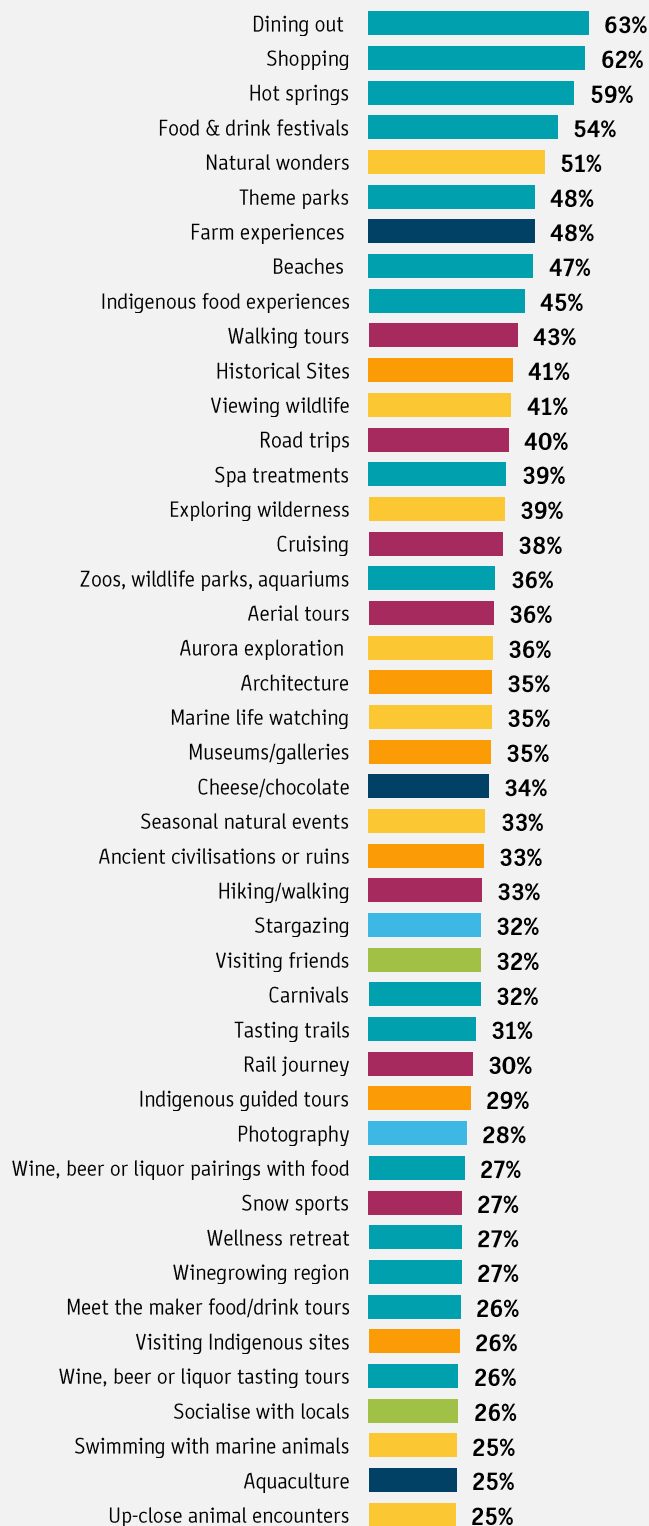 Dining out 63%
Shopping 62%
Hot springs 59%
Food & drink festivals 54%
Natural wonders 51%
Theme parks 48%
Farm experiences 48%
Beaches 47%
Indigenous food experiences 45%
Walking tours 43%
Historical Sites 41%
Viewing wildlife 41%
Road trips 40%
Spa treatments 39%
Exploring wilderness 39%
Cruising 38%
Zoos, wildlife parks, aquariums 36%
Aerial tours 36%
Aurora exploration 36%
Architecture 35%
Marine life watching 35%
Museums/galleries 35%
Cheese/chocolate 34%
Seasonal natural events 33%
Ancient civilisations or ruins 33%
Hiking/walking 33%
Stargazing 32%
Visiting friends 32%
Carnivals 32%
Tasting trails 31%
Rail journey 30%
Indigenous guided tours 29%
Photography 28%
Wine, beer or liquor pairings with food 27%
Snow sports 27%
Wellness retreat 27%
Winegrowing region 27%
Meet the maker food/drink tours 26%
Visiting Indigenous sites 26%
Wine, beer or liquor tasting tours 26%
Socialise with locals 26%
Swimming with marine animals 25%
Aquaculture 25%
Up-close animal encounters 25%